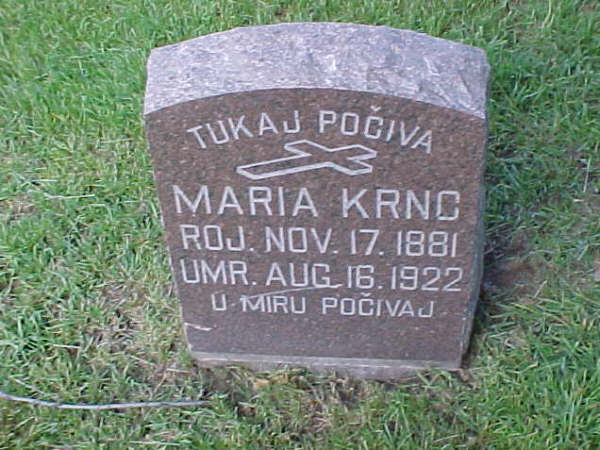 TUKAJ POČIVA
MARIA KRNC
ROJ. NOV. 17. 1881
UMR. AUG. 16. 1922
U MIRU POČIVAJ